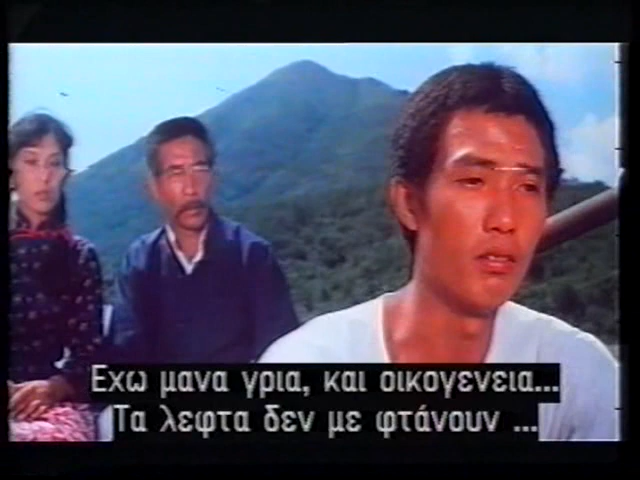 Εχω μανα γρια, και οικογενεια...
Τα λεφτα δεν με φτάνουν ...